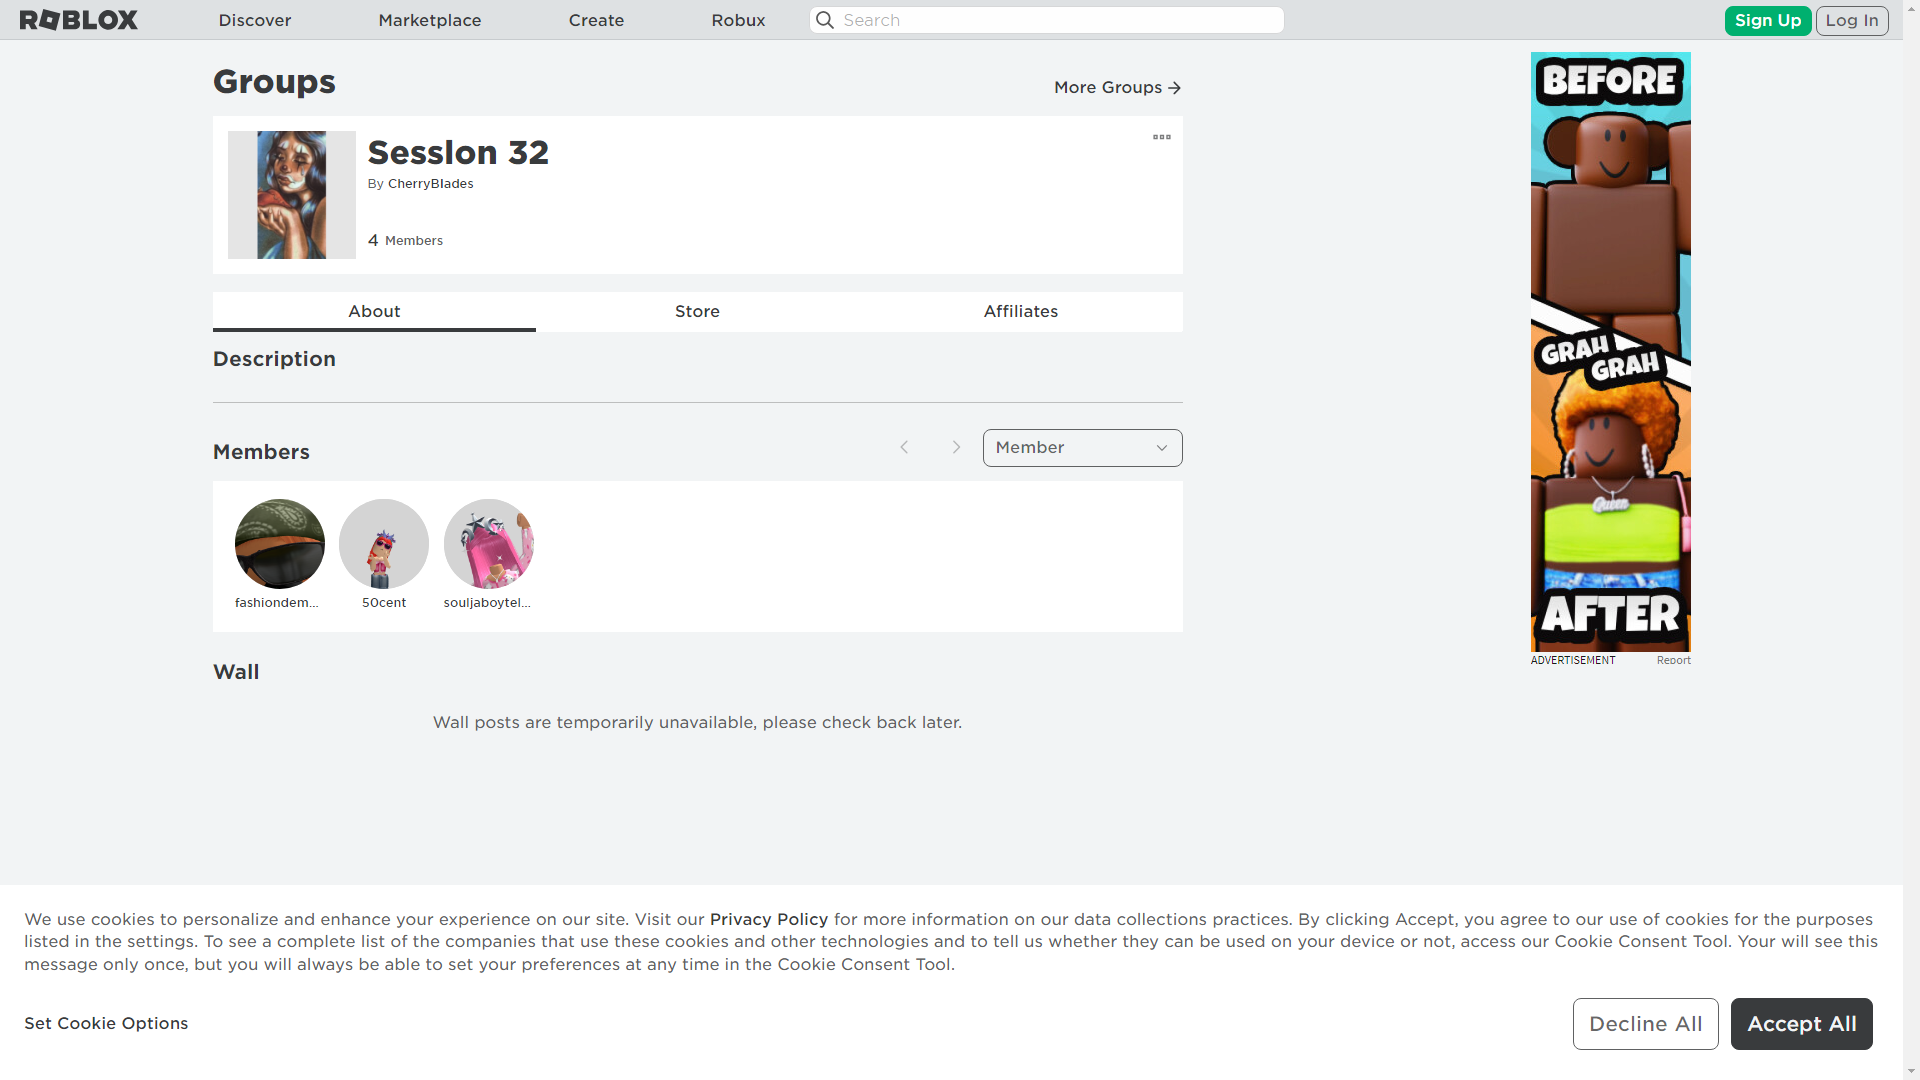 ROBLOX
Discover
Marketplace
Create
Robux
Search
Sign Up
Log In
Groups
More Groups
Sesslon 32
By CherryBlades
4 Members
About
Store
Affiliates
Description
Members
Member
fashiondem...
50cent
souljaboytel...
Wall
Wall posts are temporarily unavailable, please check back later.
BEFORE
GRAH
GRAH
Queen
AFTER
ADVERTISEMENT
Report
We use cookies to personalize and enhance your experience on our site. Visit our Privacy Policy for more information on our data collections practices. By clicking Accept, you agree to our use of cookies for the purposes
listed in the settings. To see a complete list of the companies that use these cookies and other technologies and to tell us whether they can be used on your device or not, access our Cookie Consent Tool. Your will see this
message only once, but you will always be able to set your preferences at any time in the Cookie Consent Tool.
Set Cookie Options
Decline All
Accept All